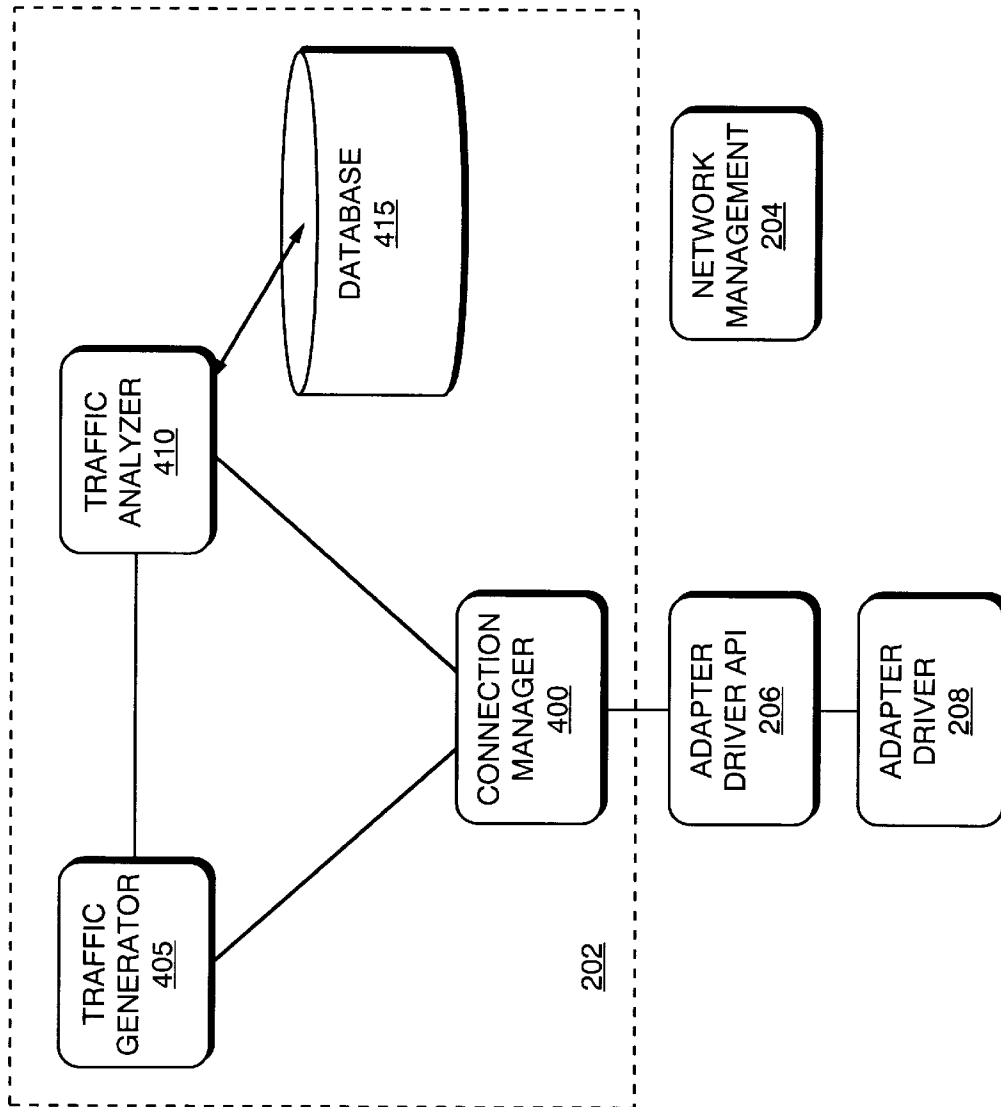 TRAFFIC
GENERATOR
405
TRAFFIC
ANALYZER
410
DATABASE
415
CONNECTION
MANAGER
400
202
ADAPTER
DRIVER API
206
NETWORK
MANAGEMENT
204
ADAPTER
DRIVER
208